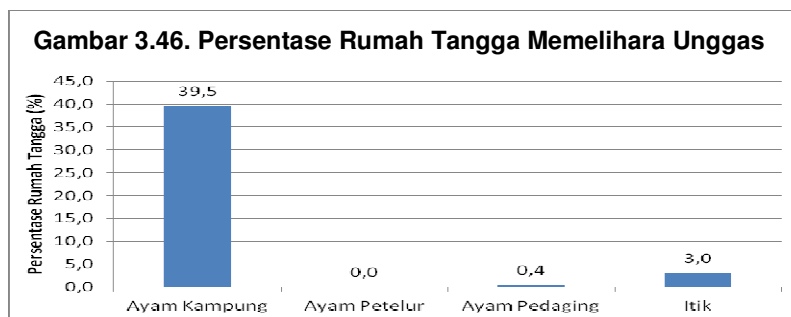 Gambar 3.46. Persentase Rumah Tangga Memelihara Unggas
Persentase Rumah Tangga (%)
45,0
40,0
35,0
30,0
25,0
20,0
15,0
10,0
5,0
0,0
39,5
0,0
0,4
3,0
Ayam Kampung
Ayam Petelur
Ayam Pedaging
Itik